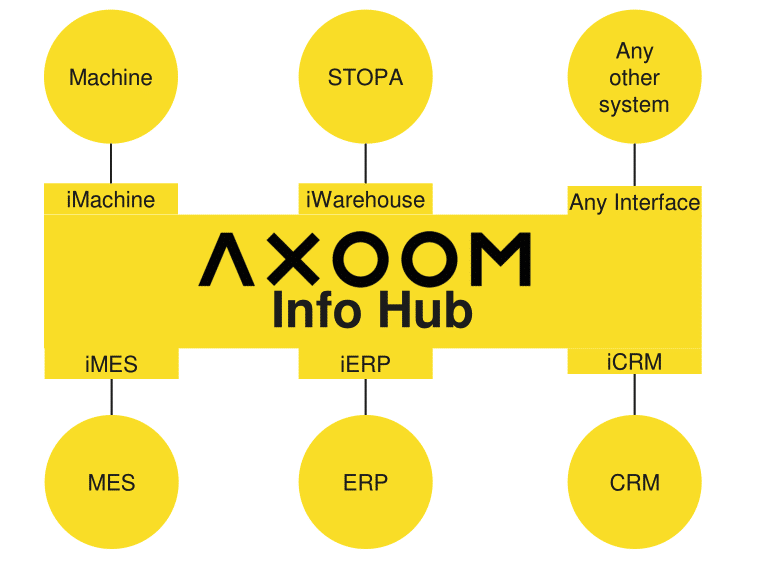 Machine
STOPA
Any
other
system
iMachine
iWarehouse
Any Interface
AXOOM
Info Hub
iMES
iERP
iCRM
MES
ERP
CRM